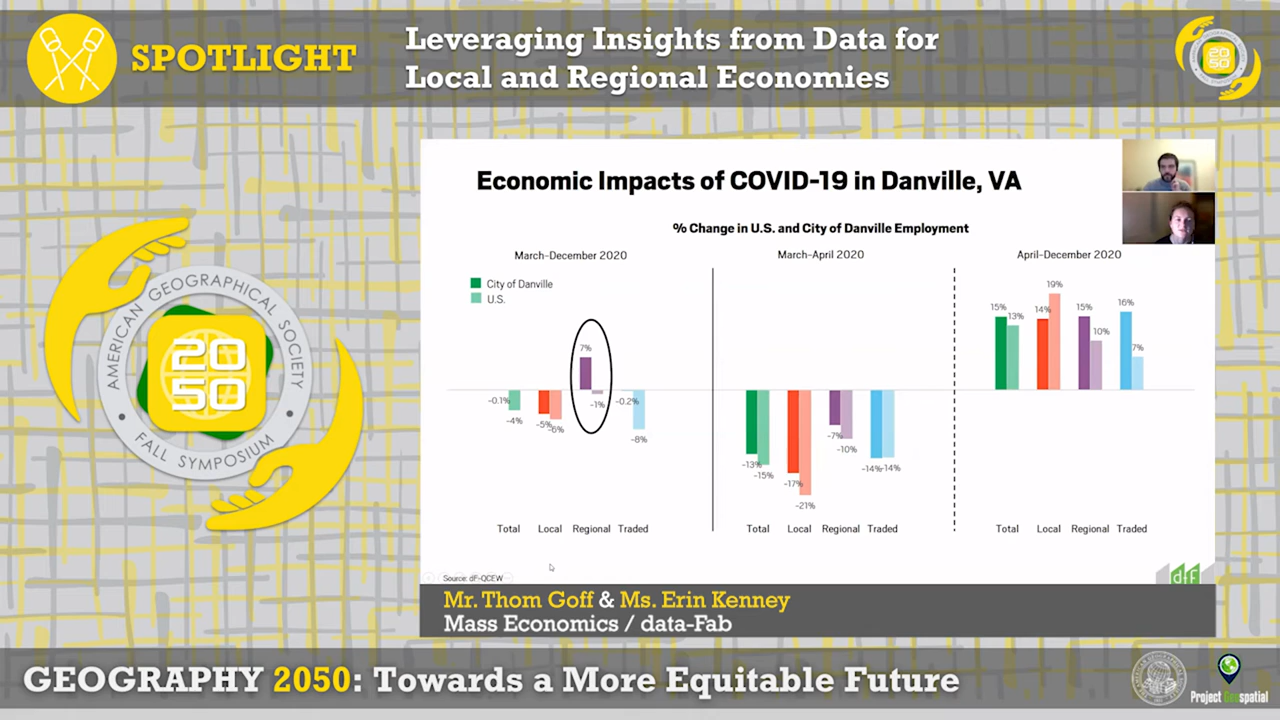 SPOTLIGHT
Leveraging Insights from Data for
Local and Regional Economies
20
50
AMERICAN GEOGRAPHICAL SOCIETY
20
50
FALL SYMPOSIUM
Economic Impacts of COVID-19 in Danville, VA
% Change in U.S. and City of Danville Employment
March-December 2020
March-April 2020
April-December 2020
City of Danville
U.S.
7%
-0.1%
-4%
-5%
-6%
-1%
-0.2%
-8%
-13%
-15%
-17%
-21%
-7%
-10%
-14%
-14%
15%
13%
14%
19%
15%
10%
16%
7%
Total Local Regional Traded
Total Local Regional Traded
Total Local Regional Traded
Source: dF-QCEW
dfF
Mr. Thom Goff & Ms. Erin Kenney
Mass Economics / data-Fab
GEOGRAPHY 2050: Towards a More Equitable Future
Project Geospatial